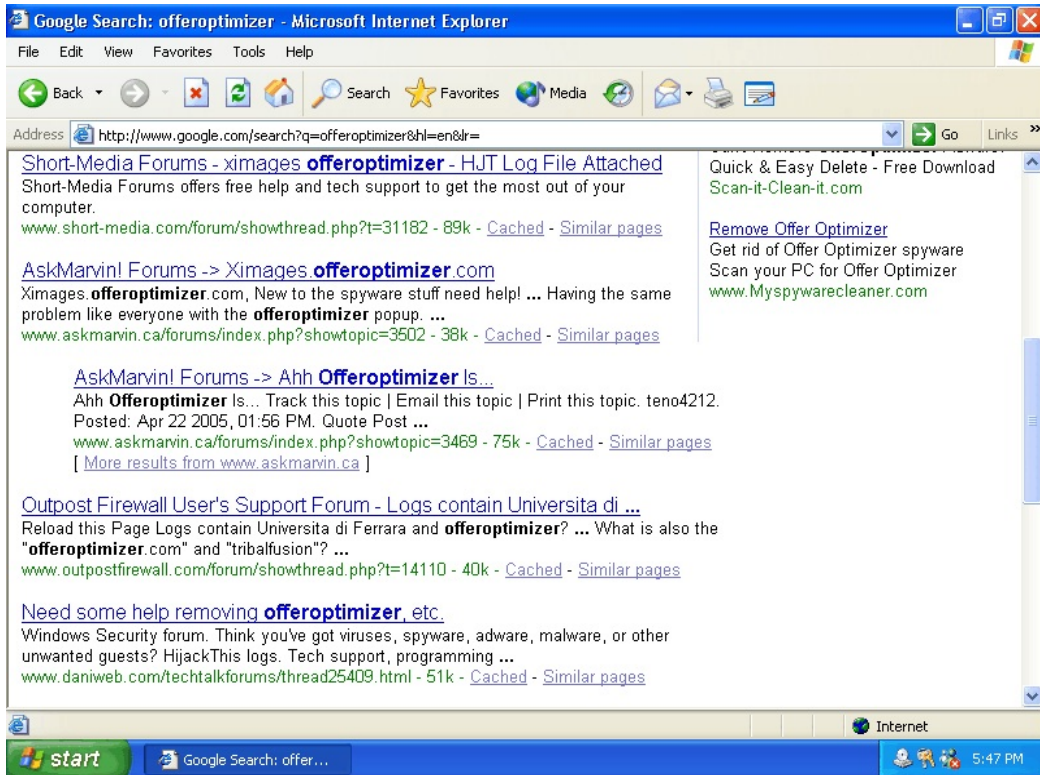 Google Search: offeroptimizer - Microsoft Internet Explorer
File Edit View Favorites Tools Help
Back Search Favorites Media
Address http://www.google.com/search?q=offeroptimizer&hl=en&lr= Go Links »
Short-Media Forums - ximages offeroptimizer - HJT Log File Attached
Short-Media Forums offers free help and tech support to get the most out of your
computer.
www.short-media.com/forum/showthread.php?t=31182 - 89k - Cached - Similar pages
AskMarvin! Forums -> Ximages.offeroptimizer.com
Ximages.offeroptimizer.com, New to the spyware stuff need help! ... Having the same
problem like everyone with the offeroptimizer popup. ...
www.askmarvin.ca/forums/index.php?showtopic=3502 - 38k - Cached - Similar pages
AskMarvin! Forums -> Ahh Offeroptimizer Is...
Ahh Offeroptimizer Is... Track this topic | Email this topic | Print this topic. teno4212.
Posted: Apr 22 2005, 01:56 PM. Quote Post ...
www.askmarvin.ca/forums/index.php?showtopic=3469 - 75k - Cached - Similar pages
[ More results from www.askmarvin.ca ]
Outpost Firewall User's Support Forum - Logs contain Universita di ...
Reload this Page Logs contain Universita di Ferrara and offeroptimizer? ... What is also the
"offeroptimizer.com" and "tribalfusion"? ...
www.outpostfirewall.com/forum/showthread.php?t=14110 - 40k - Cached - Similar pages
Need some help removing offeroptimizer, etc.
Windows Security forum. Think you've got viruses, spyware, adware, malware, or other
unwanted guests? HijackThis logs. Tech support, programming ...
www.daniweb.com/techtalkforums/thread25409.html - 51k - Cached - Similar pages
Quick & Easy Delete - Free Download
Scan-it-Clean-it.com
Remove Offer Optimizer
Get rid of Offer Optimizer spyware
Scan your PC for Offer Optimizer
www.Myspywarecleaner.com
Internet
start Google Search: offer... 5:47 PM